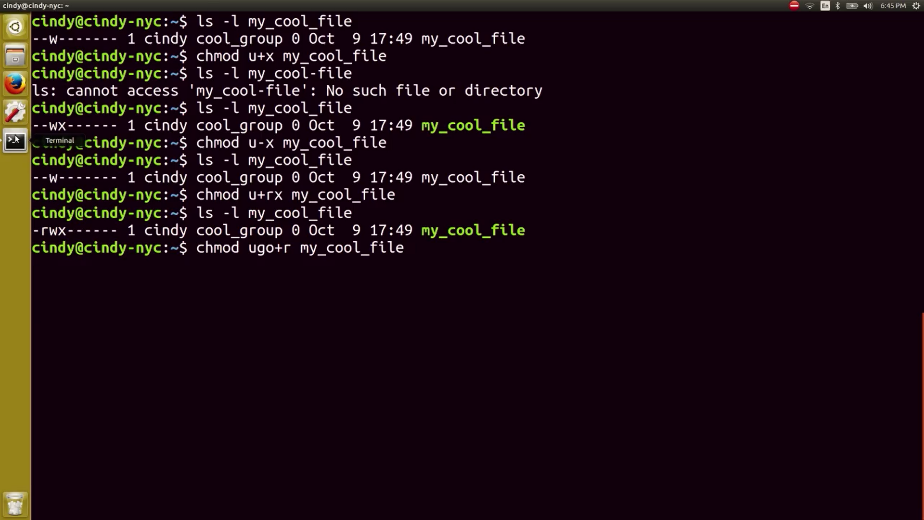 cindy@cindy-nyc: ~
En
6:45 PM
cindy@cindy-nyc:~$ ls -l my_cool_file
--w------- 1 cindy cool_group 0 Oct  9 17:49 my_cool_file
cindy@cindy-nyc:~$ chmod u+x my_cool_file
cindy@cindy-nyc:~$ ls -l my_cool-file
ls: cannot access 'my_cool-file': No such file or directory
cindy@cindy-nyc:~$ ls -l my_cool_file
--wx------ 1 cindy cool_group 0 Oct  9 17:49 my_cool_file
Terminal
cindy@cindy-nyc:~$ chmod u-x my_cool_file
cindy@cindy-nyc:~$ ls -l my_cool_file
--w------- 1 cindy cool_group 0 Oct  9 17:49 my_cool_file
cindy@cindy-nyc:~$ chmod u+rx my_cool_file
cindy@cindy-nyc:~$ ls -l my_cool_file
-rwx------ 1 cindy cool_group 0 Oct  9 17:49 my_cool_file
cindy@cindy-nyc:~$ chmod ugo+r my_cool_file